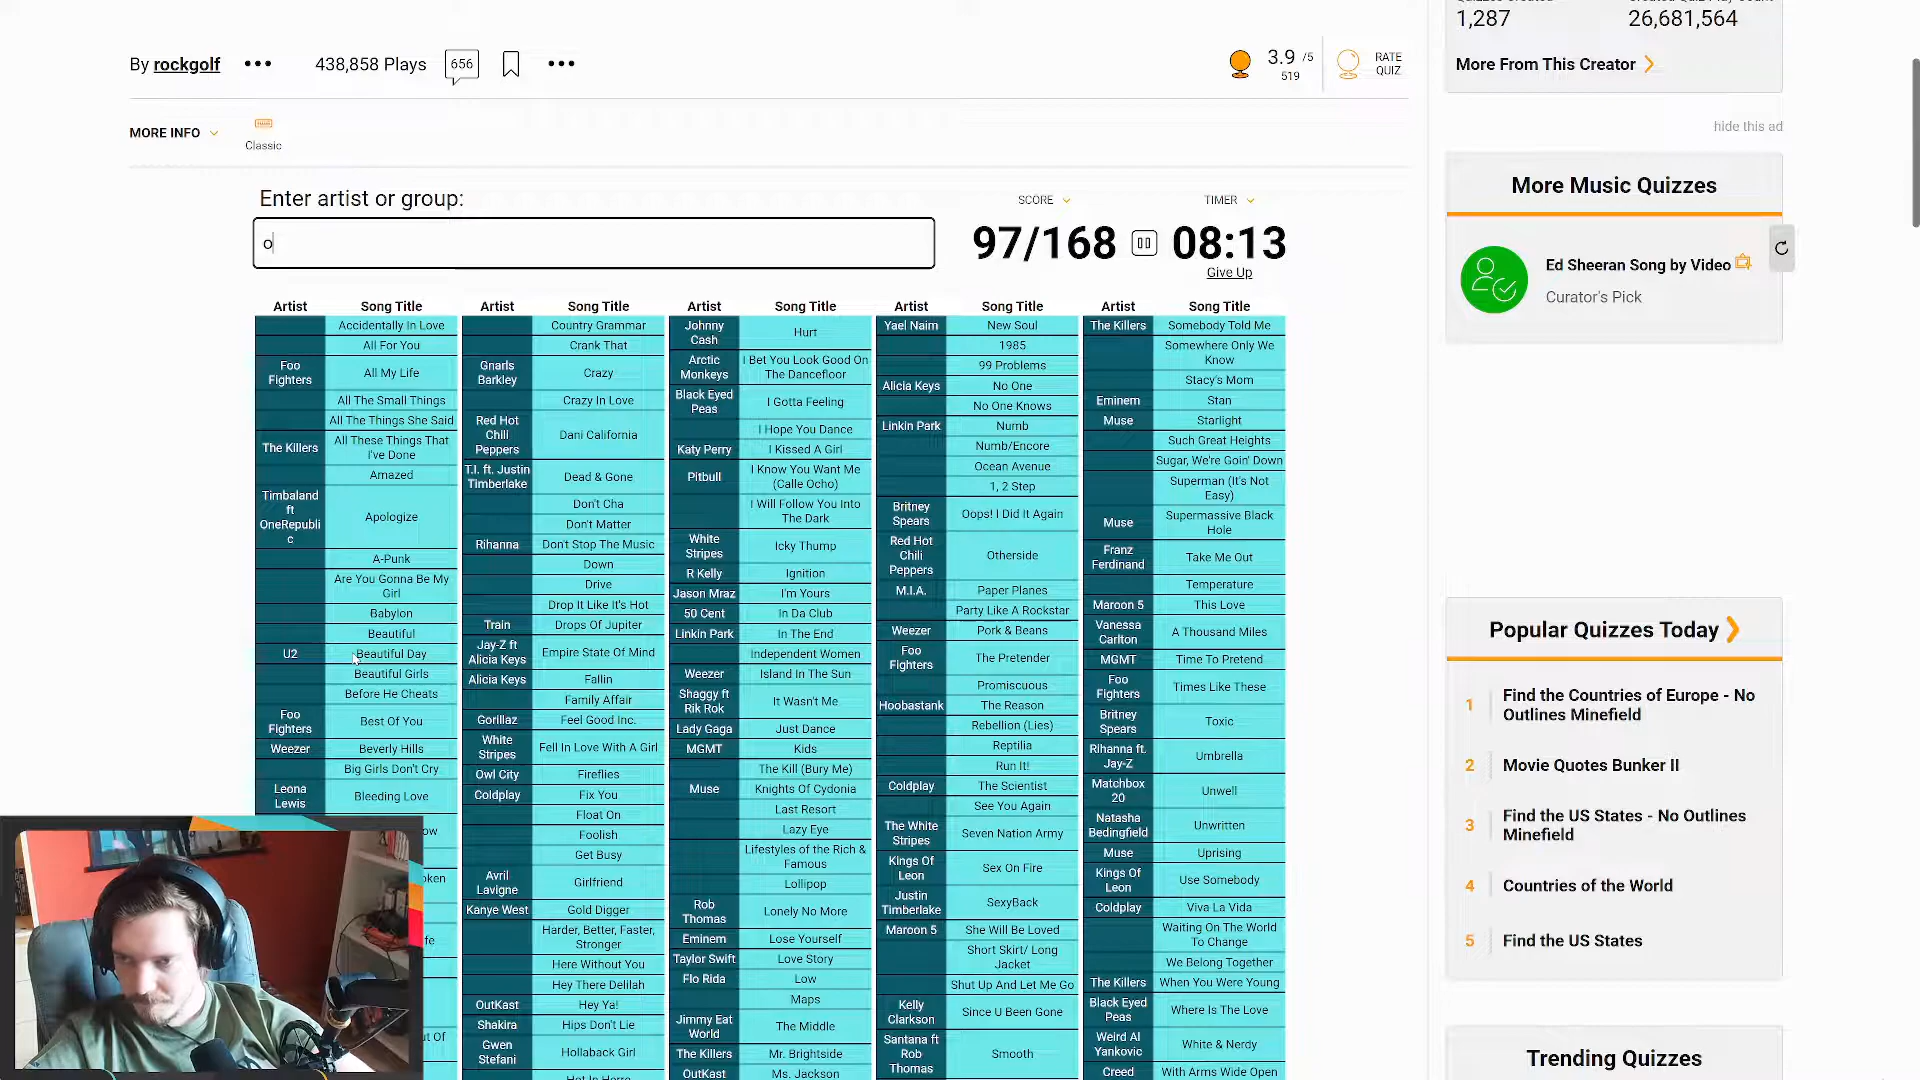 By rockgolf
438,858 Plays
656
3.9 /5
519
RATE
QUIZ
MORE INFO
Classic
Enter artist or group:
o
SCORE
97/168
TIMER
08:13
Give Up
Artist Song Title
Accidentally In Love
All For You
Foo Fighters All My Life
All The Small Things
All The Things She Said
The Killers All These Things That I've Done
Amazed
Timbaland ft OneRepublic Apologize
A-Punk
Are You Gonna Be My Girl
Babylon
Beautiful
U2 Beautiful Day
Beautiful Girls
Before He Cheats
Foo Fighters Best Of You
Weezer Beverly Hills
Big Girls Don't Cry
Leona Lewis Bleeding Love
ow
oken
fe
ut Of
Artist Song Title
Country Grammar
Crank That
Gnarls Barkley Crazy
Crazy In Love
Red Hot Chili Peppers Dani California
T.I. ft. Justin Timberlake Dead & Gone
Don't Cha
Don't Matter
Rihanna Don't Stop The Music
Down
Drive
Drop It Like It's Hot
Train Drops Of Jupiter
Jay-Z ft Alicia Keys Empire State Of Mind
Alicia Keys Fallin
Family Affair
Gorillaz Feel Good Inc.
White Stripes Fell In Love With A Girl
Owl City Fireflies
Coldplay Fix You
Float On
Foolish
Get Busy
Avril Lavigne Girlfriend
Kanye West Gold Digger
Harder, Better, Faster, Stronger
Here Without You
Hey There Delilah
OutKast Hey Ya!
Shakira Hips Don't Lie
Gwen Stefani Hollaback Girl
Hot In Herre
Artist Song Title
Johnny Cash Hurt
Arctic Monkeys I Bet You Look Good On The Dancefloor
Black Eyed Peas I Gotta Feeling
I Hope You Dance
Katy Perry I Kissed A Girl
Pitbull I Know You Want Me (Calle Ocho)
I Will Follow You Into The Dark
White Stripes Icky Thump
R Kelly Ignition
Jason Mraz I'm Yours
50 Cent In Da Club
Linkin Park In The End
Independent Women
Weezer Island In The Sun
Shaggy ft Rik Rok It Wasn't Me
Lady Gaga Just Dance
MGMT Kids
The Kill (Bury Me)
Muse Knights Of Cydonia
Last Resort
Lazy Eye
Lifestyles of the Rich & Famous
Lollipop
Rob Thomas Lonely No More
Eminem Lose Yourself
Taylor Swift Love Story
Flo Rida Low
Maps
Jimmy Eat World The Middle
The Killers Mr. Brightside
OutKast Ms. Jackson
Artist Song Title
Yael Naim New Soul
1985
99 Problems
Alicia Keys No One
No One Knows
Linkin Park Numb
Numb/Encore
Ocean Avenue
1, 2 Step
Britney Spears Oops! I Did It Again
Red Hot Chili Peppers Otherside
M.I.A. Paper Planes
Party Like A Rockstar
Weezer Pork & Beans
Foo Fighters The Pretender
Promiscuous
Hoobastank The Reason
Rebellion (Lies)
Reptilia
Run It!
Coldplay The Scientist
See You Again
The White Stripes Seven Nation Army
Kings Of Leon Sex On Fire
Justin Timberlake SexyBack
Maroon 5 She Will Be Loved
Short Skirt/ Long Jacket
Shut Up And Let Me Go
Kelly Clarkson Since U Been Gone
Santana ft Rob Thomas Smooth
Artist Song Title
The Killers Somebody Told Me
Somewhere Only We Know
Stacy's Mom
Eminem Stan
Muse Starlight
Such Great Heights
Sugar, We're Goin' Down
Superman (It's Not Easy)
Muse Supermassive Black Hole
Franz Ferdinand Take Me Out
Temperature
Maroon 5 This Love
Vanessa Carlton A Thousand Miles
MGMT Time To Pretend
Foo Fighters Times Like These
Britney Spears Toxic
Rihanna ft. Jay-Z Umbrella
Matchbox 20 Unwell
Natasha Bedingfield Unwritten
Muse Uprising
Kings Of Leon Use Somebody
Coldplay Viva La Vida
Waiting On The World To Change
We Belong Together
The Killers When You Were Young
Black Eyed Peas Where Is The Love
Weird Al Yankovic White & Nerdy
Creed With Arms Wide Open
1,287
26,681,564
More From This Creator
hide this ad
More Music Quizzes
Ed Sheeran Song by Video
Curator's Pick
Popular Quizzes Today
1 Find the Countries of Europe - No
Outlines Minefield
2 Movie Quotes Bunker II
3 Find the US States - No Outlines
Minefield
4 Countries of the World
5 Find the US States
Trending Quizzes